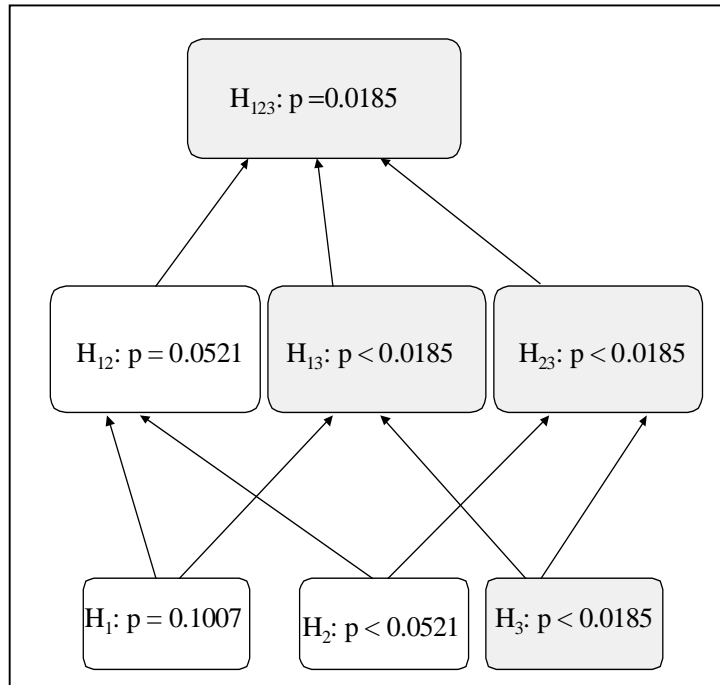 H₁₂₃: p =0.0185
H₁₂: p = 0.0521
H₁₃: p < 0.0185
H₂₃: p < 0.0185
H₁: p = 0.1007
H₂: p < 0.0521
H₃: p < 0.0185